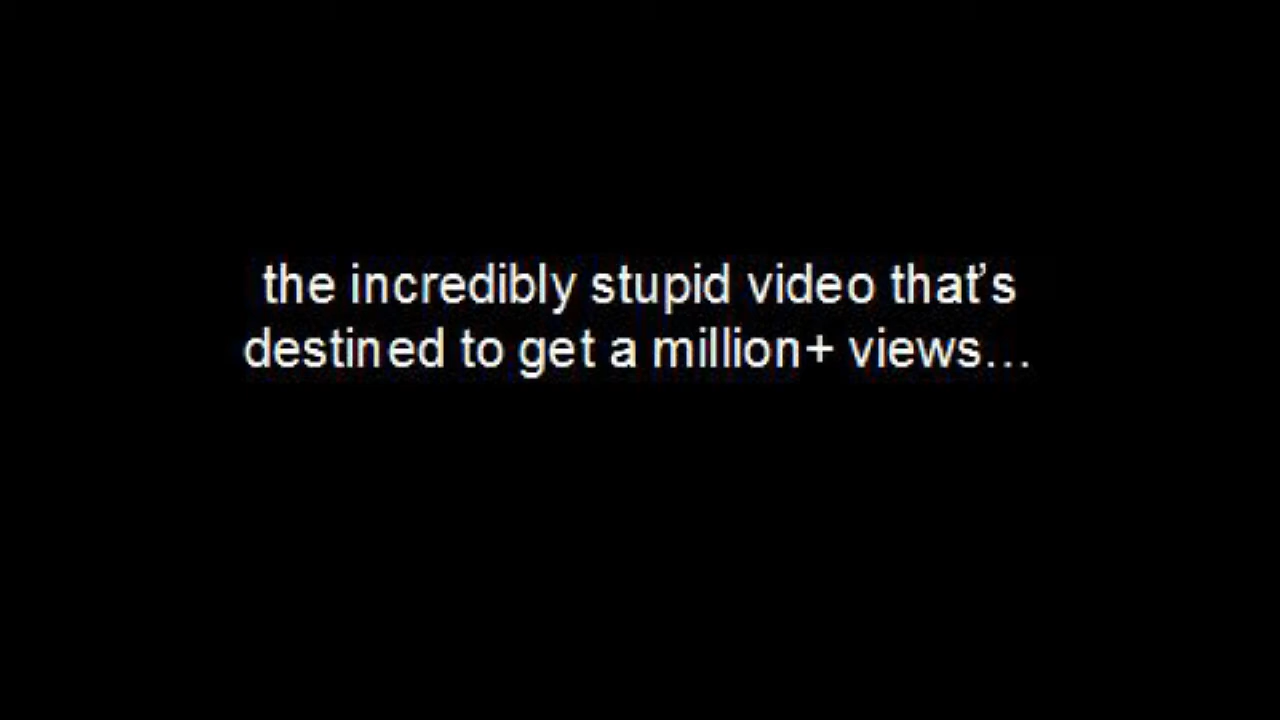 the incredibly stupid video that's
destined to get a million+ views...